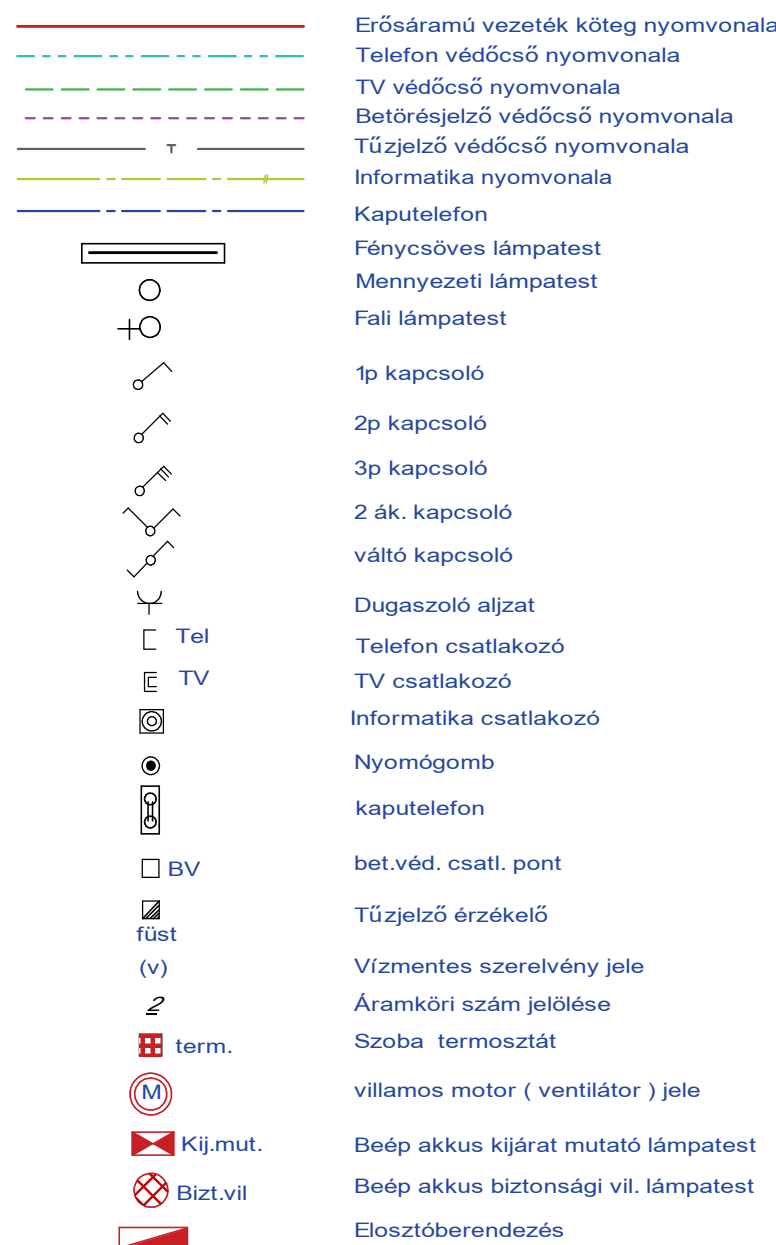 Erősáramú vezeték köteg nyomvonala
Telefon védőcső nyomvonala
TV védőcső nyomvonala
Betörésjelző védőcső nyomvonala
T Tűzjelző védőcső nyomvonala
Informatika nyomvonala
Kaputelefon
Fénycsöves lámpatest
Mennyezeti lámpatest
Fali lámpatest
1p kapcsoló
2p kapcsoló
3p kapcsoló
2 ák. kapcsoló
váltó kapcsoló
Dugaszoló aljzat
Tel Telefon csatlakozó
TV TV csatlakozó
Informatika csatlakozó
Nyomógomb
kaputelefon
BV bet.véd. csatl. pont
Tűzjelző érzékelő
füst
(v) Vízmentes szerelvény jele
2 Áramköri szám jelölése
term. Szoba termosztát
M villamos motor ( ventilátor ) jele
Kij.mut. Beép akkus kijárat mutató lámpatest
Bizt.vil Beép akkus biztonsági vil. lámpatest
Elosztóberendezés